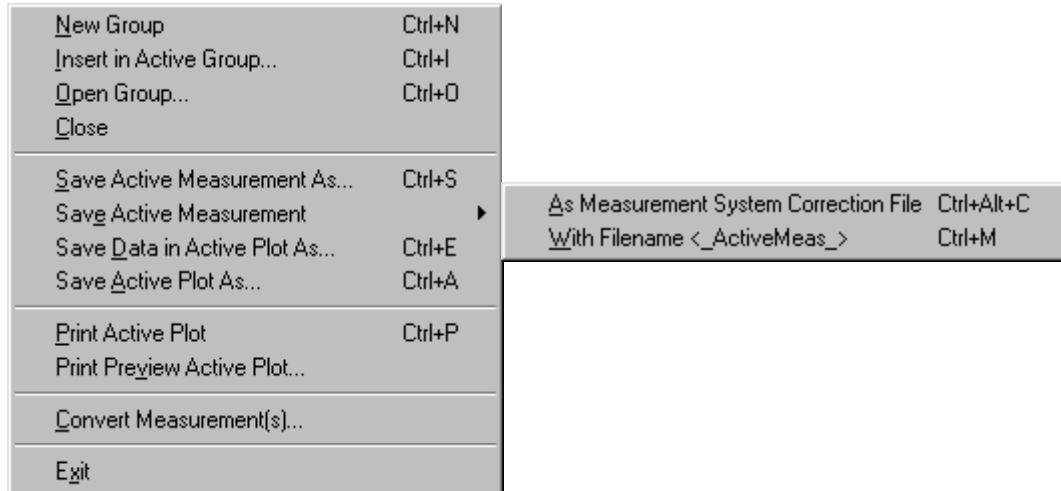 New Group Ctrl+N
Insert in Active Group... Ctrl+I
Open Group... Ctrl+O
Close
Save Active Measurement As... Ctrl+S
Save Active Measurement
As Measurement System Correction File Ctrl+Alt+C
With Filename <_ActiveMeas_> Ctrl+M
Save Data in Active Plot As... Ctrl+E
Save Active Plot As... Ctrl+A
Print Active Plot Ctrl+P
Print Preview Active Plot...
Convert Measurement(s)...
Exit